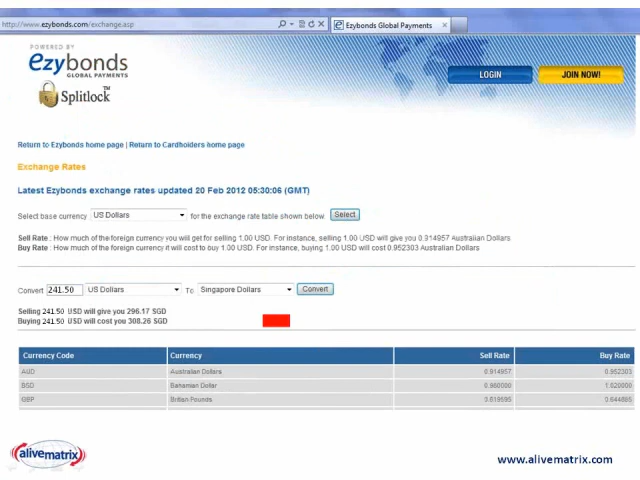 http://www.ezybonds.com/exchange.asp
Ezybonds Global Payments
POWERED BY
ezybonds
GLOBAL PAYMENTS
Splitlock™
LOGIN
JOIN NOW!
Return to Ezybonds home page | Return to Cardholders home page
Exchange Rates
Latest Ezybonds exchange rates updated 20 Feb 2012 05:30:06 (GMT)
Select base currency US Dollars for the exchange rate table shown below. Select
Sell Rate : How much of the foreign currency you will get for selling 1.00 USD. For instance, selling 1.00 USD will give you 0.914957 Australian Dollars
Buy Rate : How much of the foreign currency it will cost to buy 1.00 USD. For instance, buying 1.00 USD will cost 0.952303 Australian Dollars
Convert 241.50 US Dollars To Singapore Dollars Convert
Selling 241.50 USD will give you 296.17 SGD
Buying 241.50 USD will cost you 308.26 SGD
Currency Code Currency Sell Rate Buy Rate
AUD Australian Dollars 0.914957 0.952303
BSD Bahamian Dollar 0.980000 1.020000
GBP British Pounds 0.619695
alivematrix
www.alivematrix.com